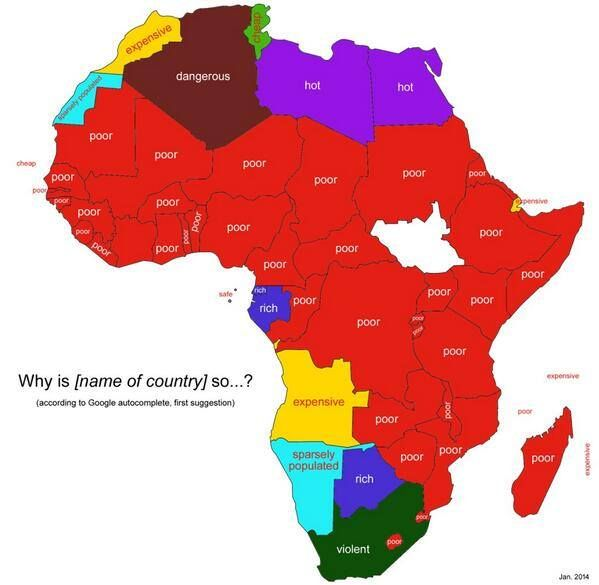 expensive
cheap
dangerous
hot
hot
sparsely populated
poor
poor
poor
poor
poor
poor
cheap
poor
poor
poor
poor
poor
poor
poor
poor
poor
poor
poor
expensive
poor
poor
poor
poor
poor
safe
rich
rich
poor
poor
poor
poor
poor
poor
poor
Why is [name of country] so...?
(according to Google autocomplete, first suggestion)
expensive
expensive
poor
poor
poor
sparsely
populated
rich
poor
poor
poor
expensive
violent
poor
poor
Jan. 2014